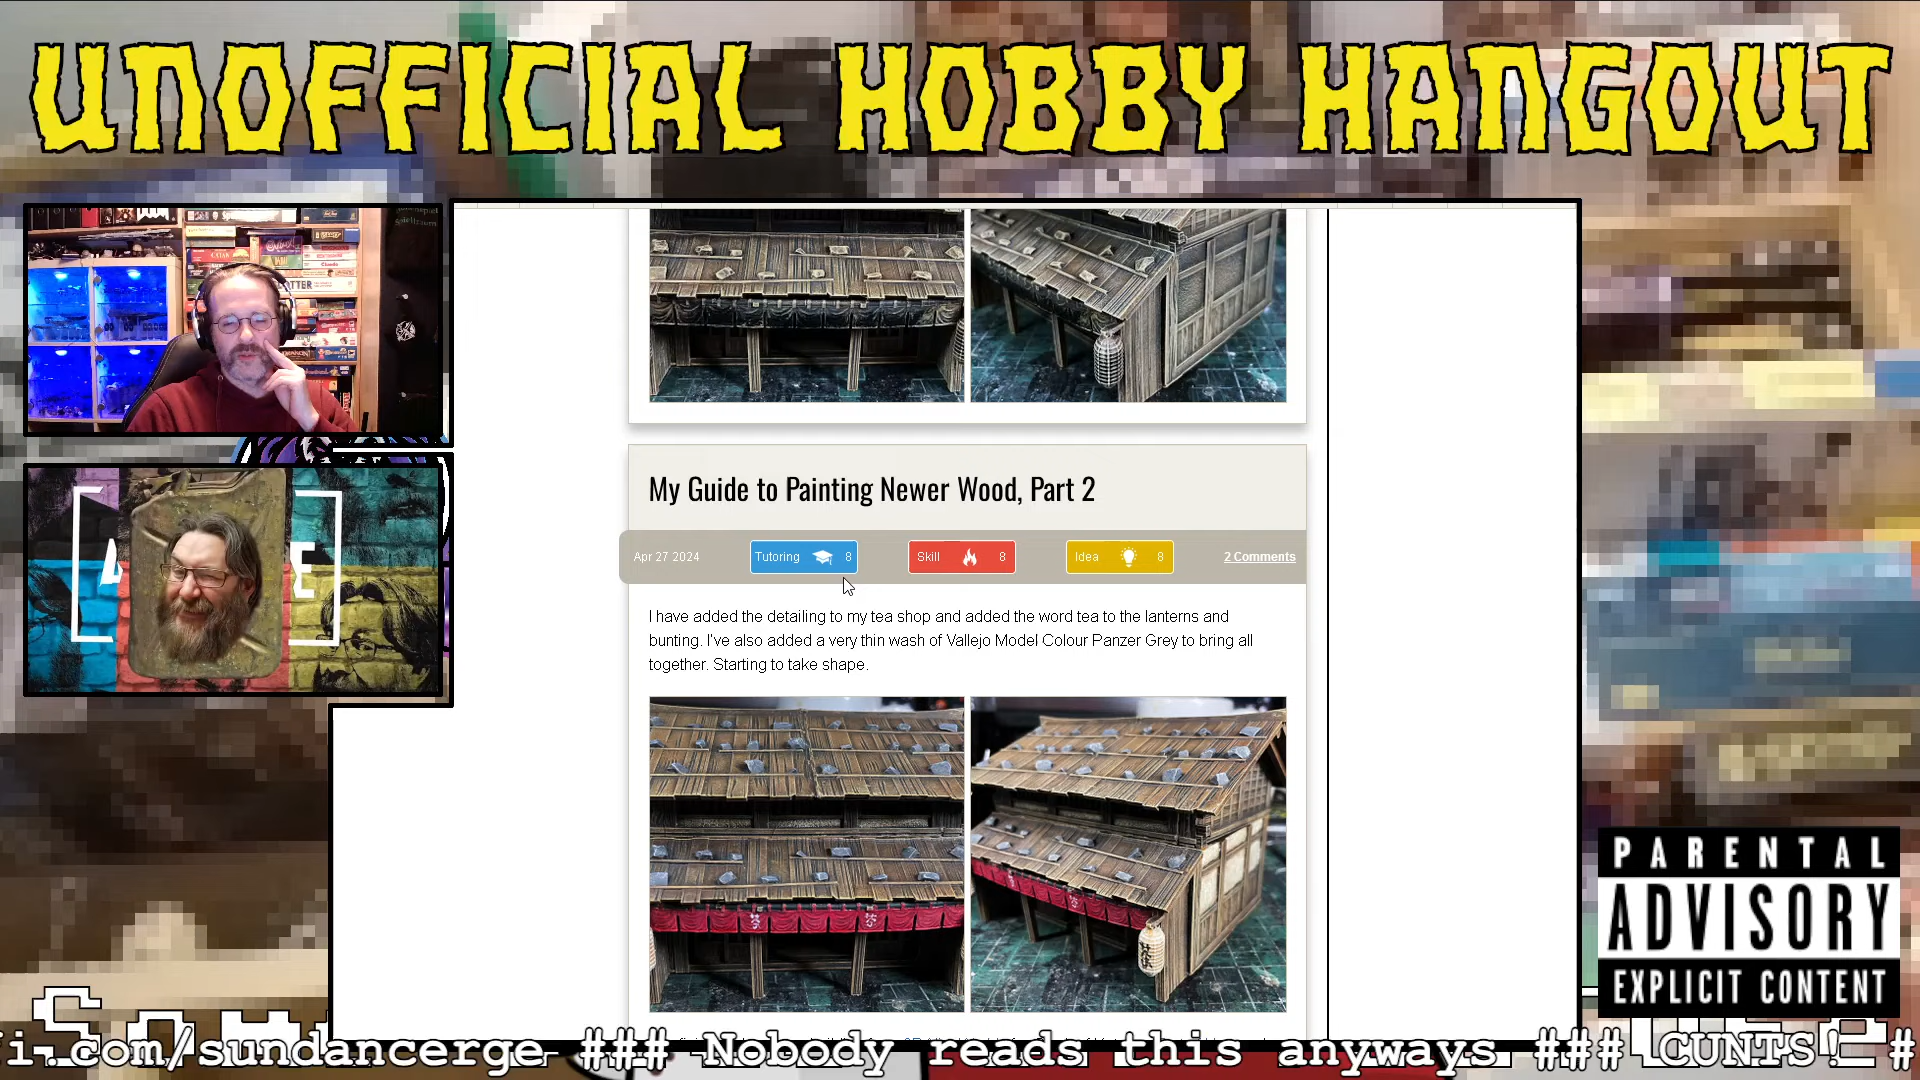 UNOFFICIAL HOBBY HANGOUT
My Guide to Painting Newer Wood, Part 2
Apr 27 2024
Tutoring 8
Skill 8
Idea 8
2 Comments
I have added the detailing to my tea shop and added the word tea to the lanterns and
bunting. I've also added a very thin wash of Vallejo Model Colour Panzer Grey to bring all
together. Starting to take shape.
PARENTAL
ADVISORY
EXPLICIT CONTENT
fi.com/sundancerge ### Nobody reads this anyways ### CUNTS! #